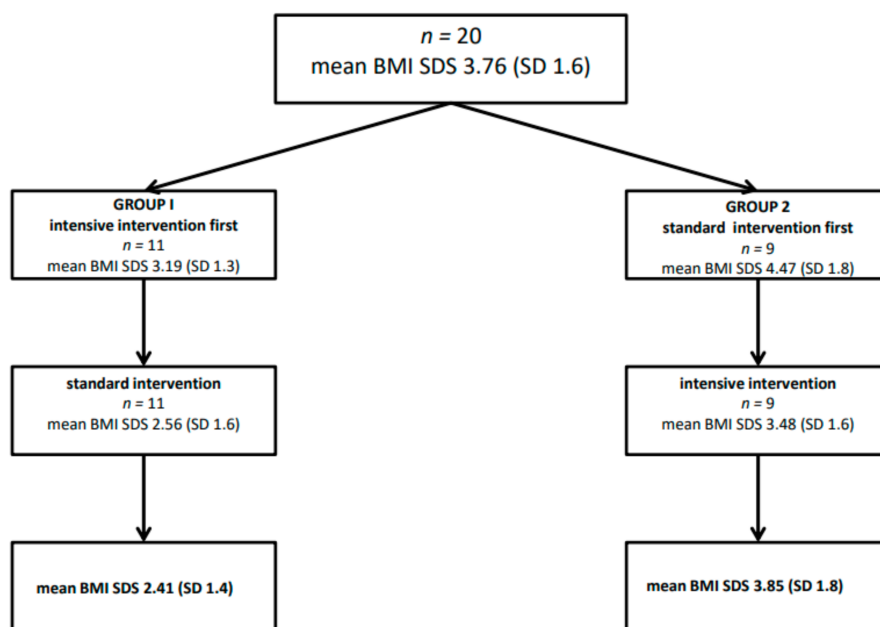 n = 20
mean BMI SDS 3.76 (SD 1.6)
GROUP I
intensive intervention first
n = 11
mean BMI SDS 3.19 (SD 1.3)
GROUP 2
standard intervention first
n = 9
mean BMI SDS 4.47 (SD 1.8)
standard intervention
n = 11
mean BMI SDS 2.56 (SD 1.6)
intensive intervention
n = 9
mean BMI SDS 3.48 (SD 1.6)
mean BMI SDS 2.41 (SD 1.4)
mean BMI SDS 3.85 (SD 1.8)